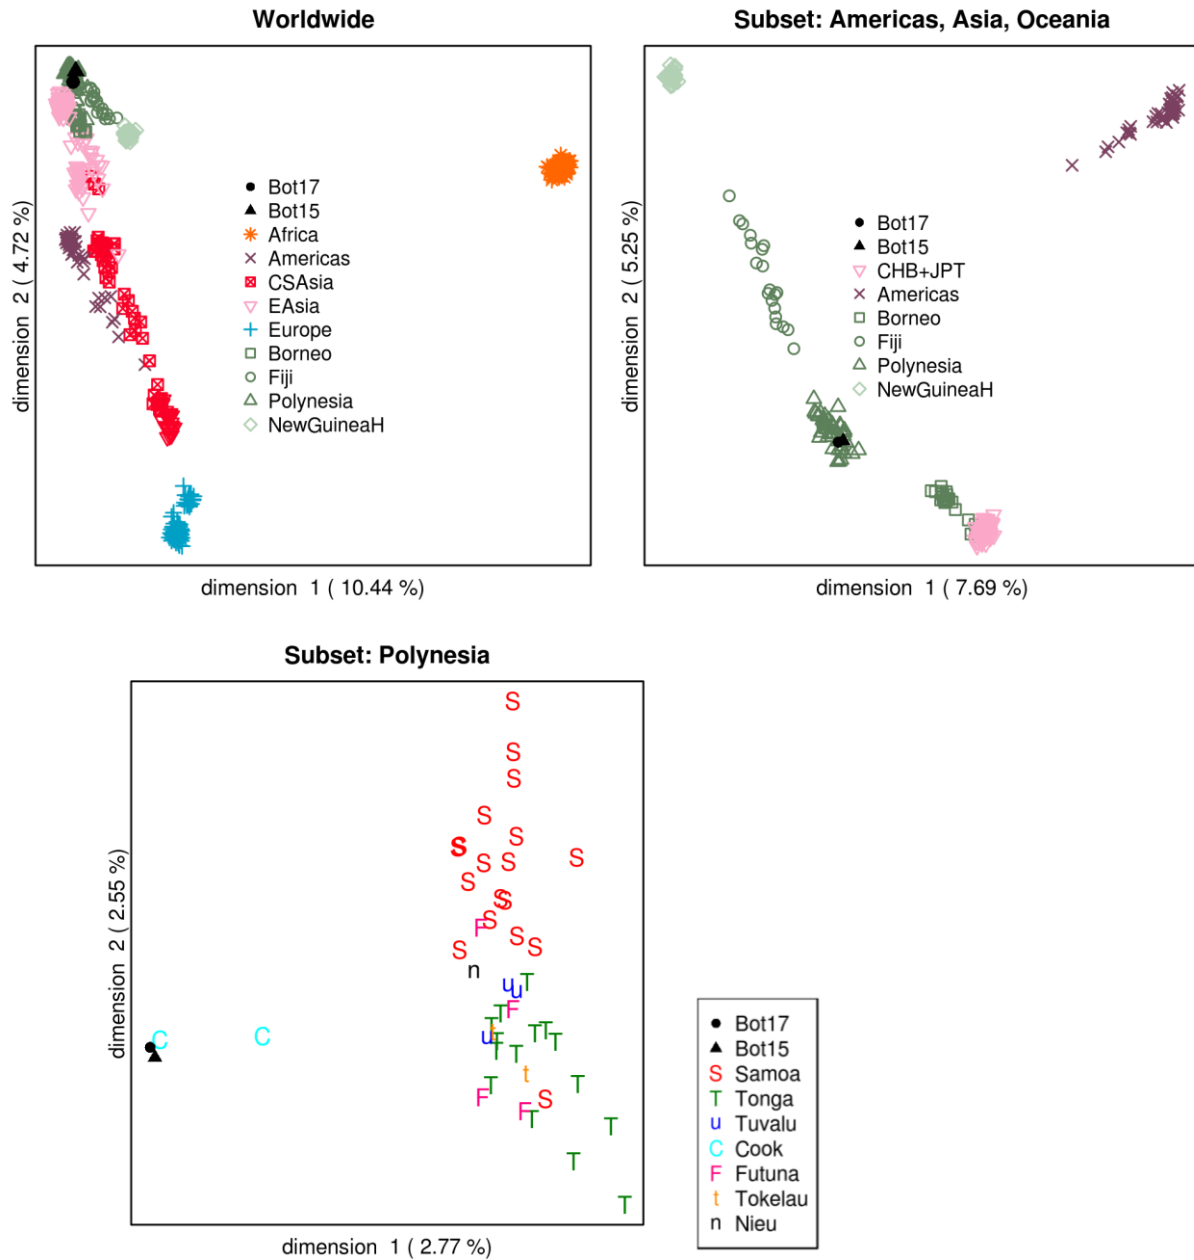 Worldwide
dimension 2 ( 4.72 %)
Bot17
Bot15
Africa
Americas
CSAsia
EAsia
Europe
Borneo
Fiji
Polynesia
NewGuineaH
dimension 1 ( 10.44 %)
Subset: Americas, Asia, Oceania
dimension 2 ( 5.25 %)
Bot17
Bot15
CHB+JPT
Americas
Borneo
Fiji
Polynesia
NewGuineaH
dimension 1 ( 7.69 %)
Subset: Polynesia
dimension 2 ( 2.55 %)
S
S
S
S
S
S
S
S
S
S
S
S
S
F
S
S
S
n
u
T
u
F
T
T
t
u
T
T
T
T
T
T
C
C
t
T
T
F
S
F
T
T
T
T
dimension 1 ( 2.77 %)
Bot17
Bot15
S Samoa
T Tonga
u Tuvalu
C Cook
F Futuna
t Tokelau
n Nieu